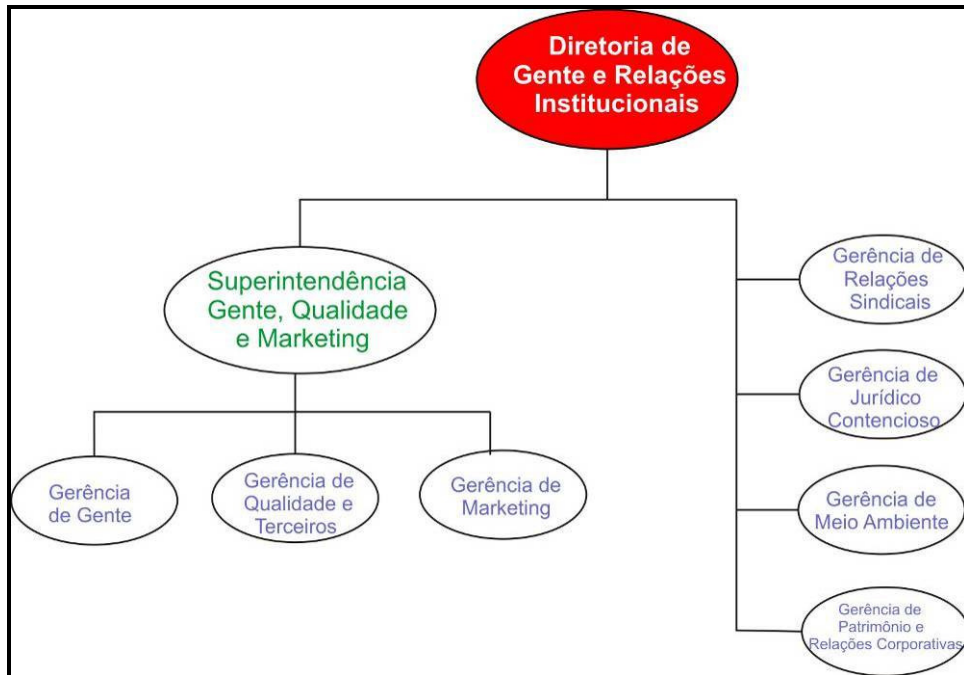 Diretoria de
Gente e Relações
Institucionais
Superintendência
Gente, Qualidade
e Marketing
Gerência
de Gente
Gerência de
Qualidade e
Terceiros
Gerência de
Marketing
Gerência de
Relações
Sindicais
Gerência de
Jurídico
Contencioso
Gerência de
Meio Ambiente
Gerência de
Patrimônio e
Relações Corporativas